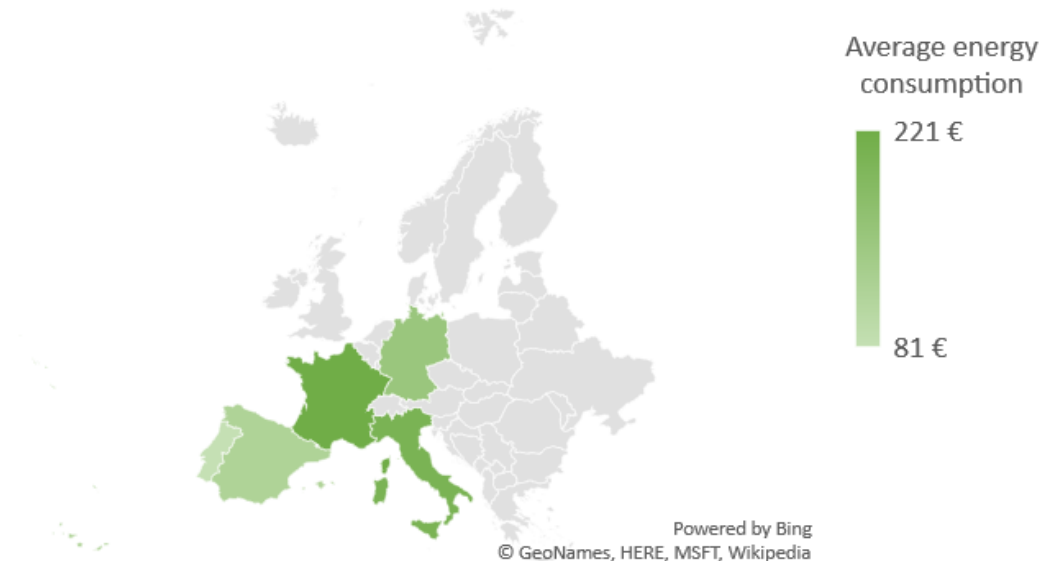 Average energy
consumption
221 €
81 €
Powered by Bing
© GeoNames, HERE, MSFT, Wikipedia